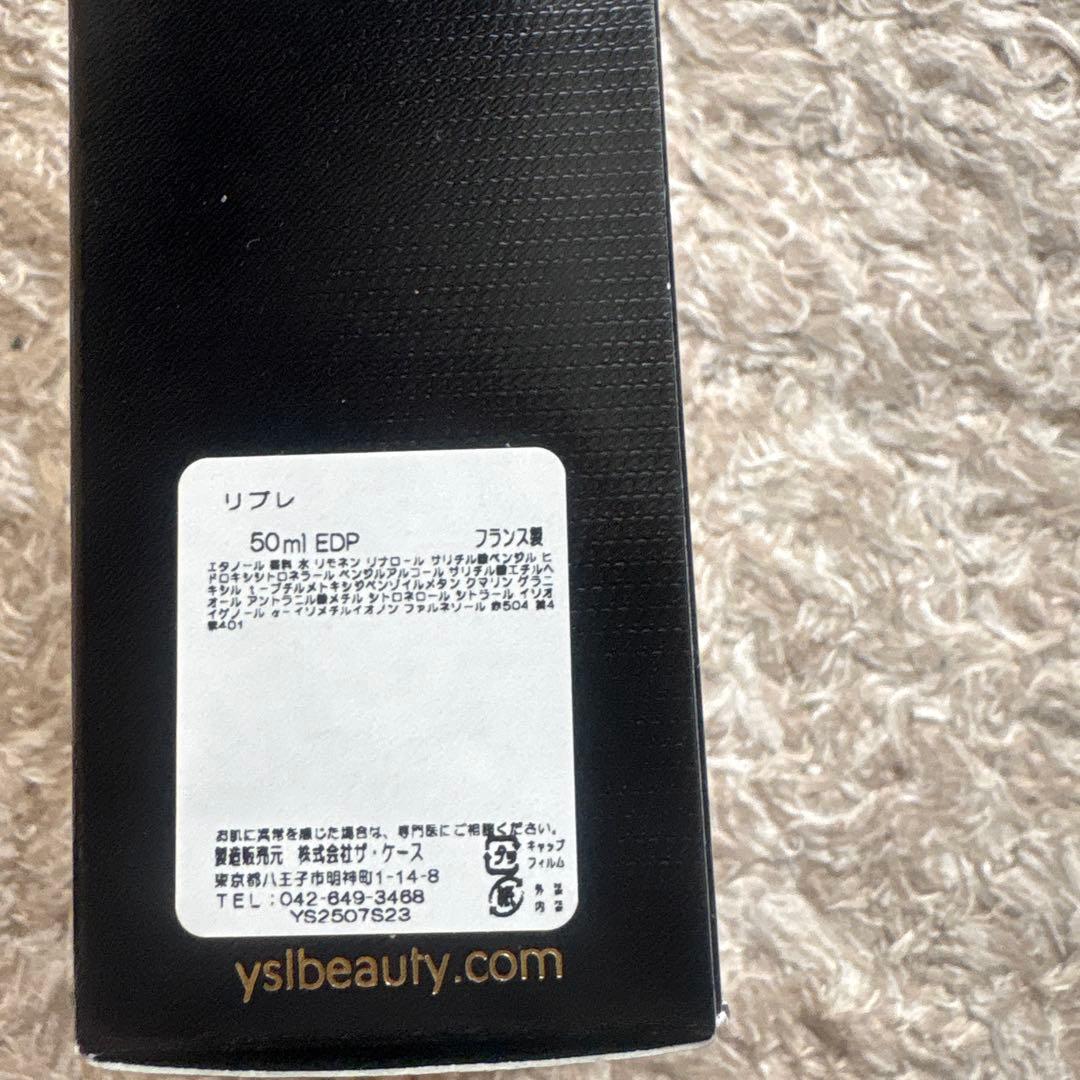 リブレ
50ml EDP フランス製
エタノール 香料 水 リモネン リナロール サリチル酸ベンジル ヒ
ドロキシシトロネラール ベンジルアルコール サリチル酸エチルヘ
キシル t-ブチルメトキシジベンゾイルメタン クマリン ゲラニ
オール アントラニル酸メチル シトロネロール シトラール イソオ
イゲノール α-イソメチルイオノン ファルネソール 赤504 黄4
紫401
お肌に異常を感じた場合は、専門医にご相談ください。
製造販売元 株式会社ザ・ケース
東京都八王子市明神町1-14-8
TEL:042-649-3468
YS2507S23
プラ
キャップ
フィルム
紙
外箱
内箱
yslbeauty.com